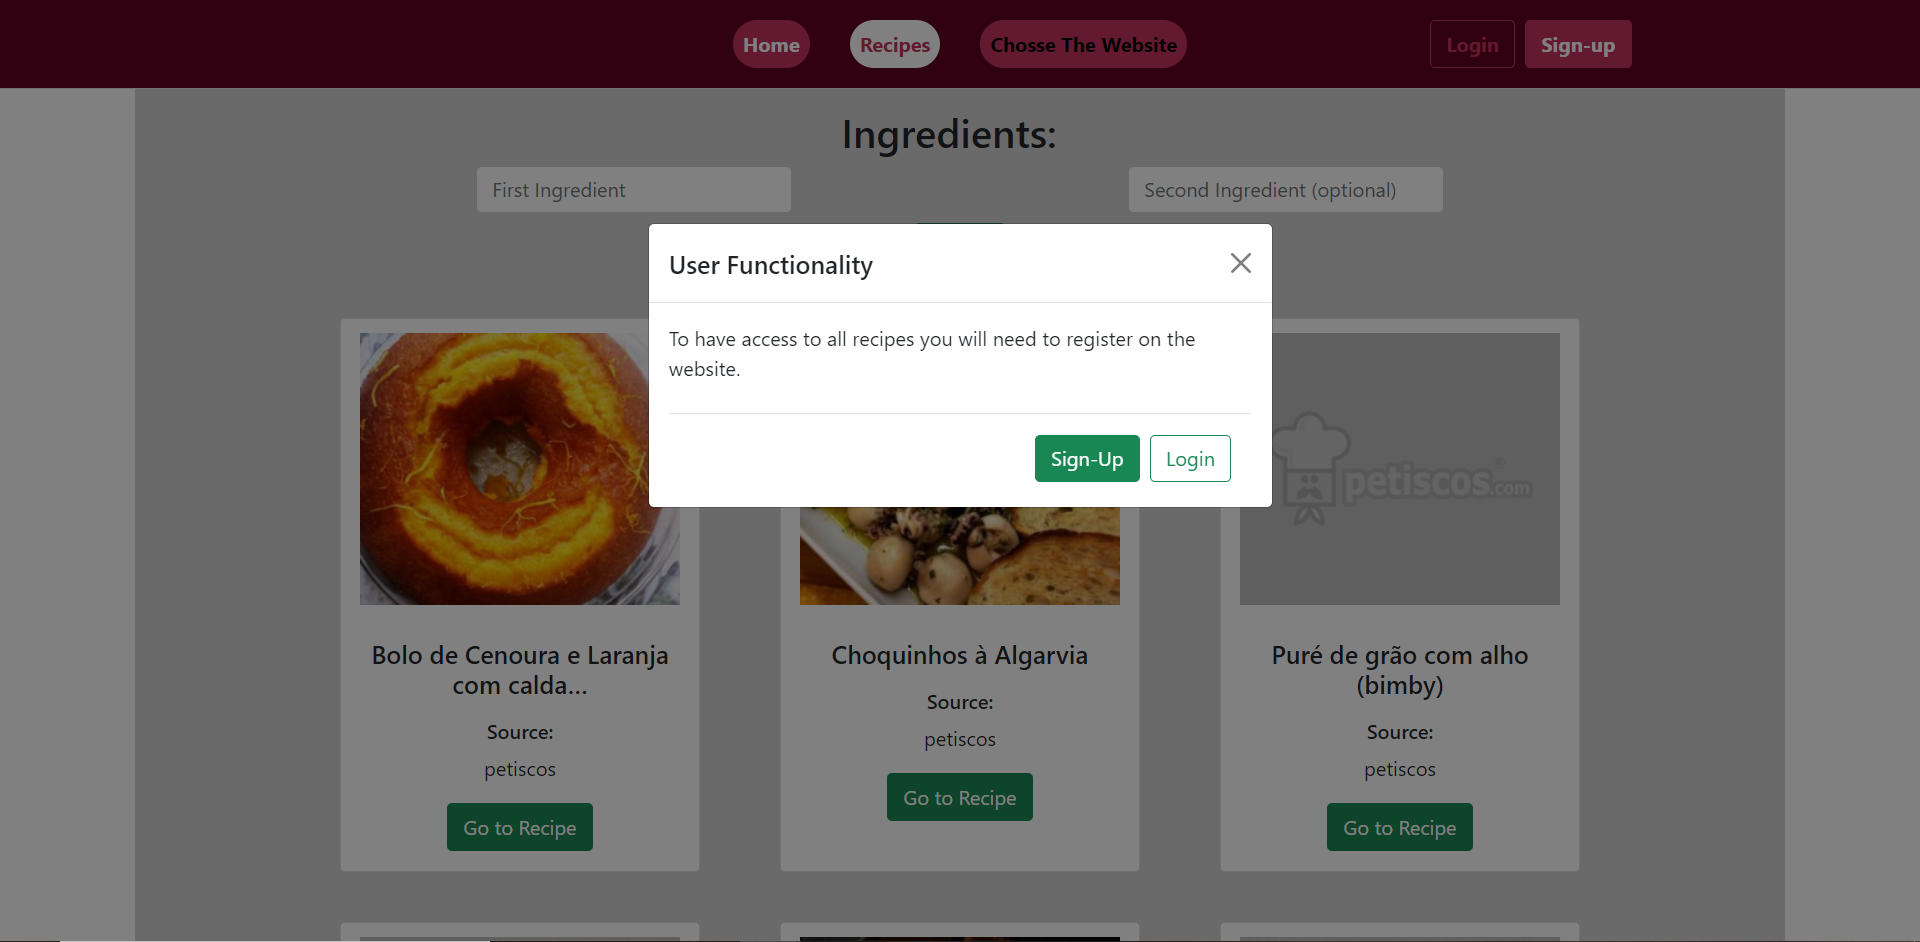 Home
Recipes
Chosse The Website
Login
Sign-up
Ingredients:
First Ingredient
Second Ingredient (optional)
User Functionality
To have access to all recipes you will need to register on the
website.
Sign-Up
Login
petiscos.com
Bolo de Cenoura e Laranja
com calda...
Source:
petiscos
Go to Recipe
Choquinhos à Algarvia
Source:
petiscos
Go to Recipe
Puré de grão com alho
(bimby)
Source:
petiscos
Go to Recipe